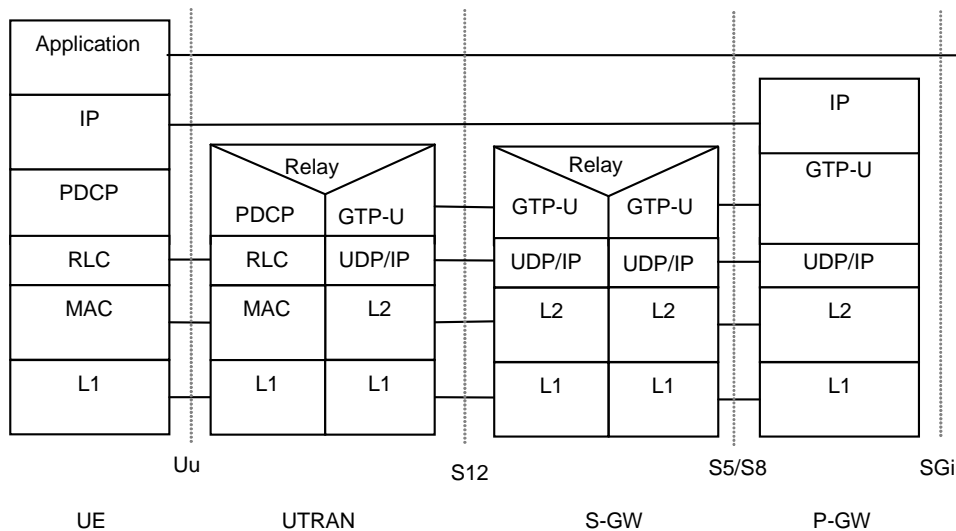 Application
IP
IP
Relay
Relay
GTP-U
PDCP
PDCP
GTP-U
GTP-U
GTP-U
RLC
RLC
UDP/IP
UDP/IP
UDP/IP
UDP/IP
MAC
MAC
L2
L2
L2
L2
L1
L1
L1
L1
L1
L1
Uu
S12
S5/S8
SGi
UE
UTRAN
S-GW
P-GW